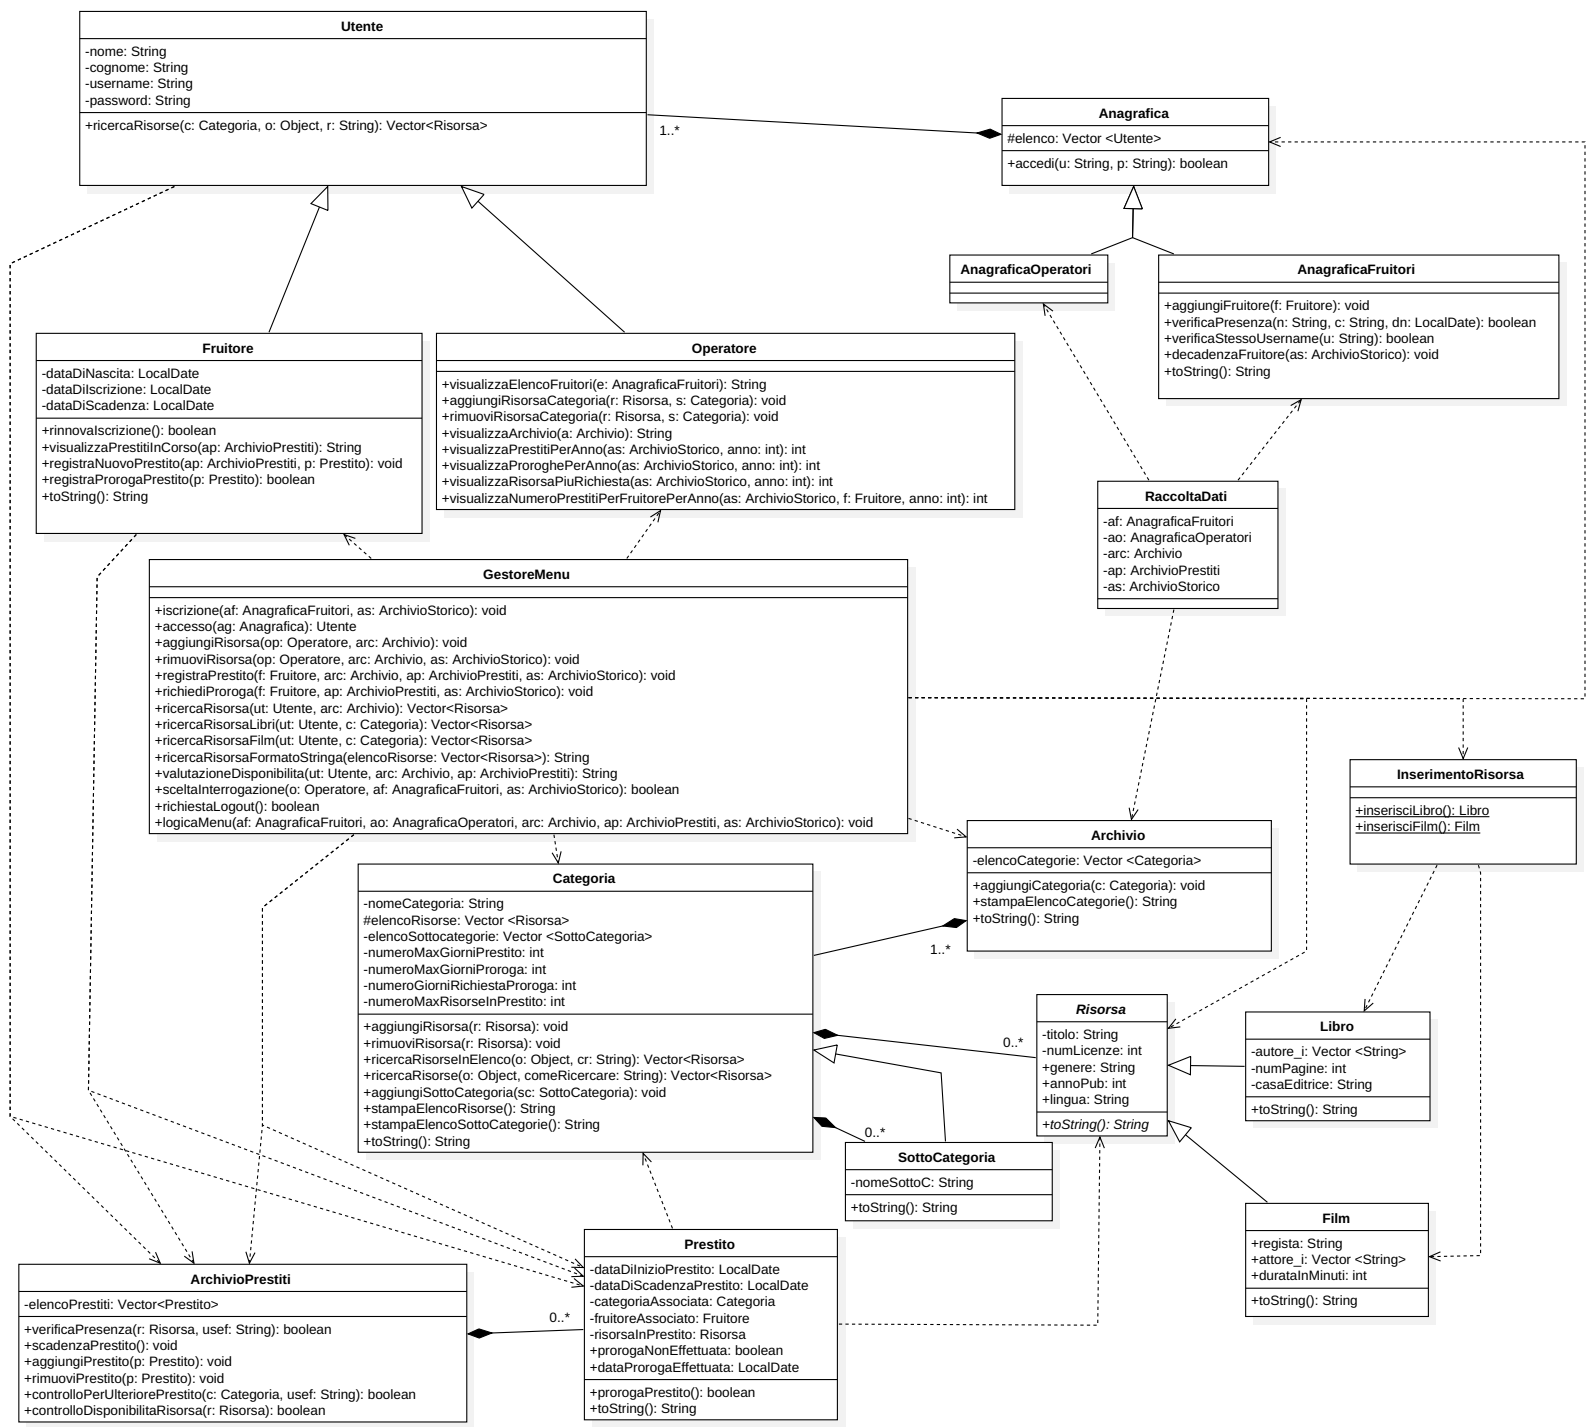 Utente
-nome: String
-cognome: String
-username: String
-password: String
+ricercaRisorse(c: Categoria, o: Object, r: String): Vector<Risorsa>
1..*
Anagrafica
#elenco: Vector <Utente>
+accedi(u: String, p: String): boolean
AnagraficaOperatori
AnagraficaFruitori
+aggiungiFruitore(f: Fruitore): void
+verificaPresenza(n: String, c: String, dn: LocalDate): boolean
+verificaStessoUsername(u: String): boolean
+decadenzaFruitore(as: ArchivioStorico): void
+toString(): String
Fruitore
-dataDiNascita: LocalDate
-dataDiIscrizione: LocalDate
-dataDiScadenza: LocalDate
+rinnovaIscrizione(): boolean
+visualizzaPrestitiInCorso(ap: ArchivioPrestiti): String
+registraNuovoPrestito(ap: ArchivioPrestiti, p: Prestito): void
+registraProrogaPrestito(p: Prestito): boolean
+toString(): String
Operatore
+visualizzaElencoFruitori(e: AnagraficaFruitori): String
+aggiungiRisorsaCategoria(r: Risorsa, s: Categoria): void
+rimuoviRisorsaCategoria(r: Risorsa, s: Categoria): void
+visualizzaArchivio(a: Archivio): String
+visualizzaPrestitiPerAnno(as: ArchivioStorico, anno: int): int
+visualizzaProroghePerAnno(as: ArchivioStorico, anno: int): int
+visualizzaRisorsaPiuRichiesta(as: ArchivioStorico, anno: int): int
+visualizzaNumeroPrestitiPerFruitorePerAnno(as: ArchivioStorico, f: Fruitore, anno: int): int
RaccoltaDati
-af: AnagraficaFruitori
-ao: AnagraficaOperatori
-arc: Archivio
-ap: ArchivioPrestiti
-as: ArchivioStorico
GestoreMenu
+iscrizione(af: AnagraficaFruitori, as: ArchivioStorico): void
+accesso(ag: Anagrafica): Utente
+aggiungiRisorsa(op: Operatore, arc: Archivio): void
+rimuoviRisorsa(op: Operatore, arc: Archivio, as: ArchivioStorico): void
+registraPrestito(f: Fruitore, arc: Archivio, ap: ArchivioPrestiti, as: ArchivioStorico): void
+richiediProroga(f: Fruitore, ap: ArchivioPrestiti, as: ArchivioStorico): void
+ricercaRisorsa(ut: Utente, arc: Archivio): Vector<Risorsa>
+ricercaRisorsaLibri(ut: Utente, c: Categoria): Vector<Risorsa>
+ricercaRisorsaFilm(ut: Utente, c: Categoria): Vector<Risorsa>
+ricercaRisorsaFormatoStringa(elencoRisorse: Vector<Risorsa>): String
+valutazioneDisponibilita(ut: Utente, arc: Archivio, ap: ArchivioPrestiti): String
+sceltaInterrogazione(o: Operatore, af: AnagraficaFruitori, as: ArchivioStorico): boolean
+richiestaLogout(): boolean
+logicaMenu(af: AnagraficaFruitori, ao: AnagraficaOperatori, arc: Archivio, ap: ArchivioPrestiti, as: ArchivioStorico): void
InserimentoRisorsa
+inserisciLibro(): Libro
+inserisciFilm(): Film
Archivio
-elencoCategorie: Vector <Categoria>
+aggiungiCategoria(c: Categoria): void
+stampaElencoCategorie(): String
+toString(): String
1..*
Categoria
-nomeCategoria: String
#elencoRisorse: Vector <Risorsa>
-elencoSottocategorie: Vector <SottoCategoria>
-numeroMaxGiorniPrestito: int
-numeroMaxGiorniProroga: int
-numeroGiorniRichiestaProroga: int
-numeroMaxRisorseInPrestito: int
+aggiungiRisorsa(r: Risorsa): void
+rimuoviRisorsa(r: Risorsa): void
+ricercaRisorseInElenco(o: Object, cr: String): Vector<Risorsa>
+ricercaRisorse(o: Object, comeRicercare: String): Vector<Risorsa>
+aggiungiSottoCategoria(sc: SottoCategoria): void
+stampaElencoRisorse(): String
+stampaElencoSottoCategorie(): String
+toString(): String
0..*
0..*
Risorsa
-titolo: String
-numLicenze: int
+genere: String
+annoPub: int
+lingua: String
+toString(): String
Libro
-autore_i: Vector <String>
-numPagine: int
-casaEditrice: String
+toString(): String
SottoCategoria
-nomeSottoC: String
+toString(): String
Film
+regista: String
+attore_i: Vector <String>
+durataInMinuti: int
+toString(): String
Prestito
-dataDiInizioPrestito: LocalDate
-dataDiScadenzaPrestito: LocalDate
-categoriaAssociata: Categoria
-fruitoreAssociato: Fruitore
-risorsaInPrestito: Risorsa
+prorogaNonEffettuata: boolean
+dataProrogaEffettuata: LocalDate
+prorogaPrestito(): boolean
+toString(): String
0..*
ArchivioPrestiti
-elencoPrestiti: Vector<Prestito>
+verificaPresenza(r: Risorsa, usef: String): boolean
+scadenzaPrestito(): void
+aggiungiPrestito(p: Prestito): void
+rimuoviPrestito(p: Prestito): void
+controlloPerUlteriorePrestito(c: Categoria, usef: String): boolean
+controlloDisponibilitaRisorsa(r: Risorsa): boolean